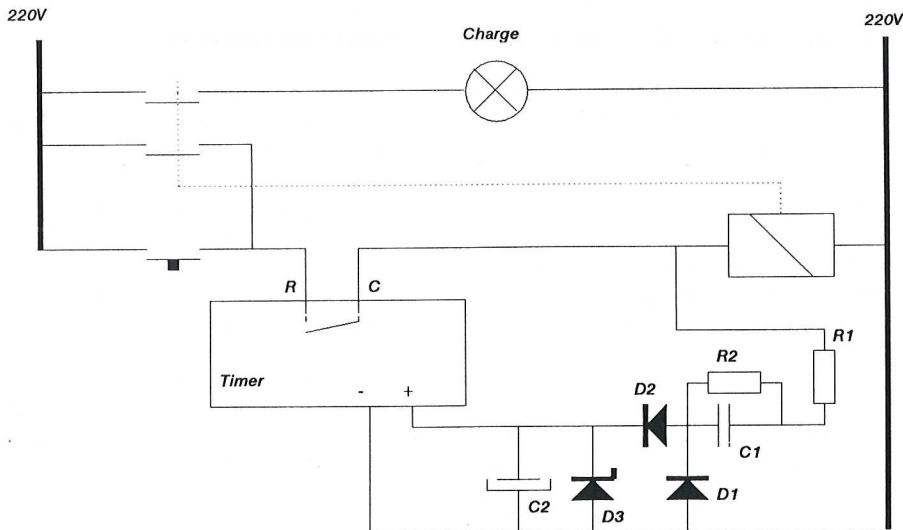 220V
220V
Charge
R
C
R1
R2
Timer
-
+
D2
C1
C2
D3
D1